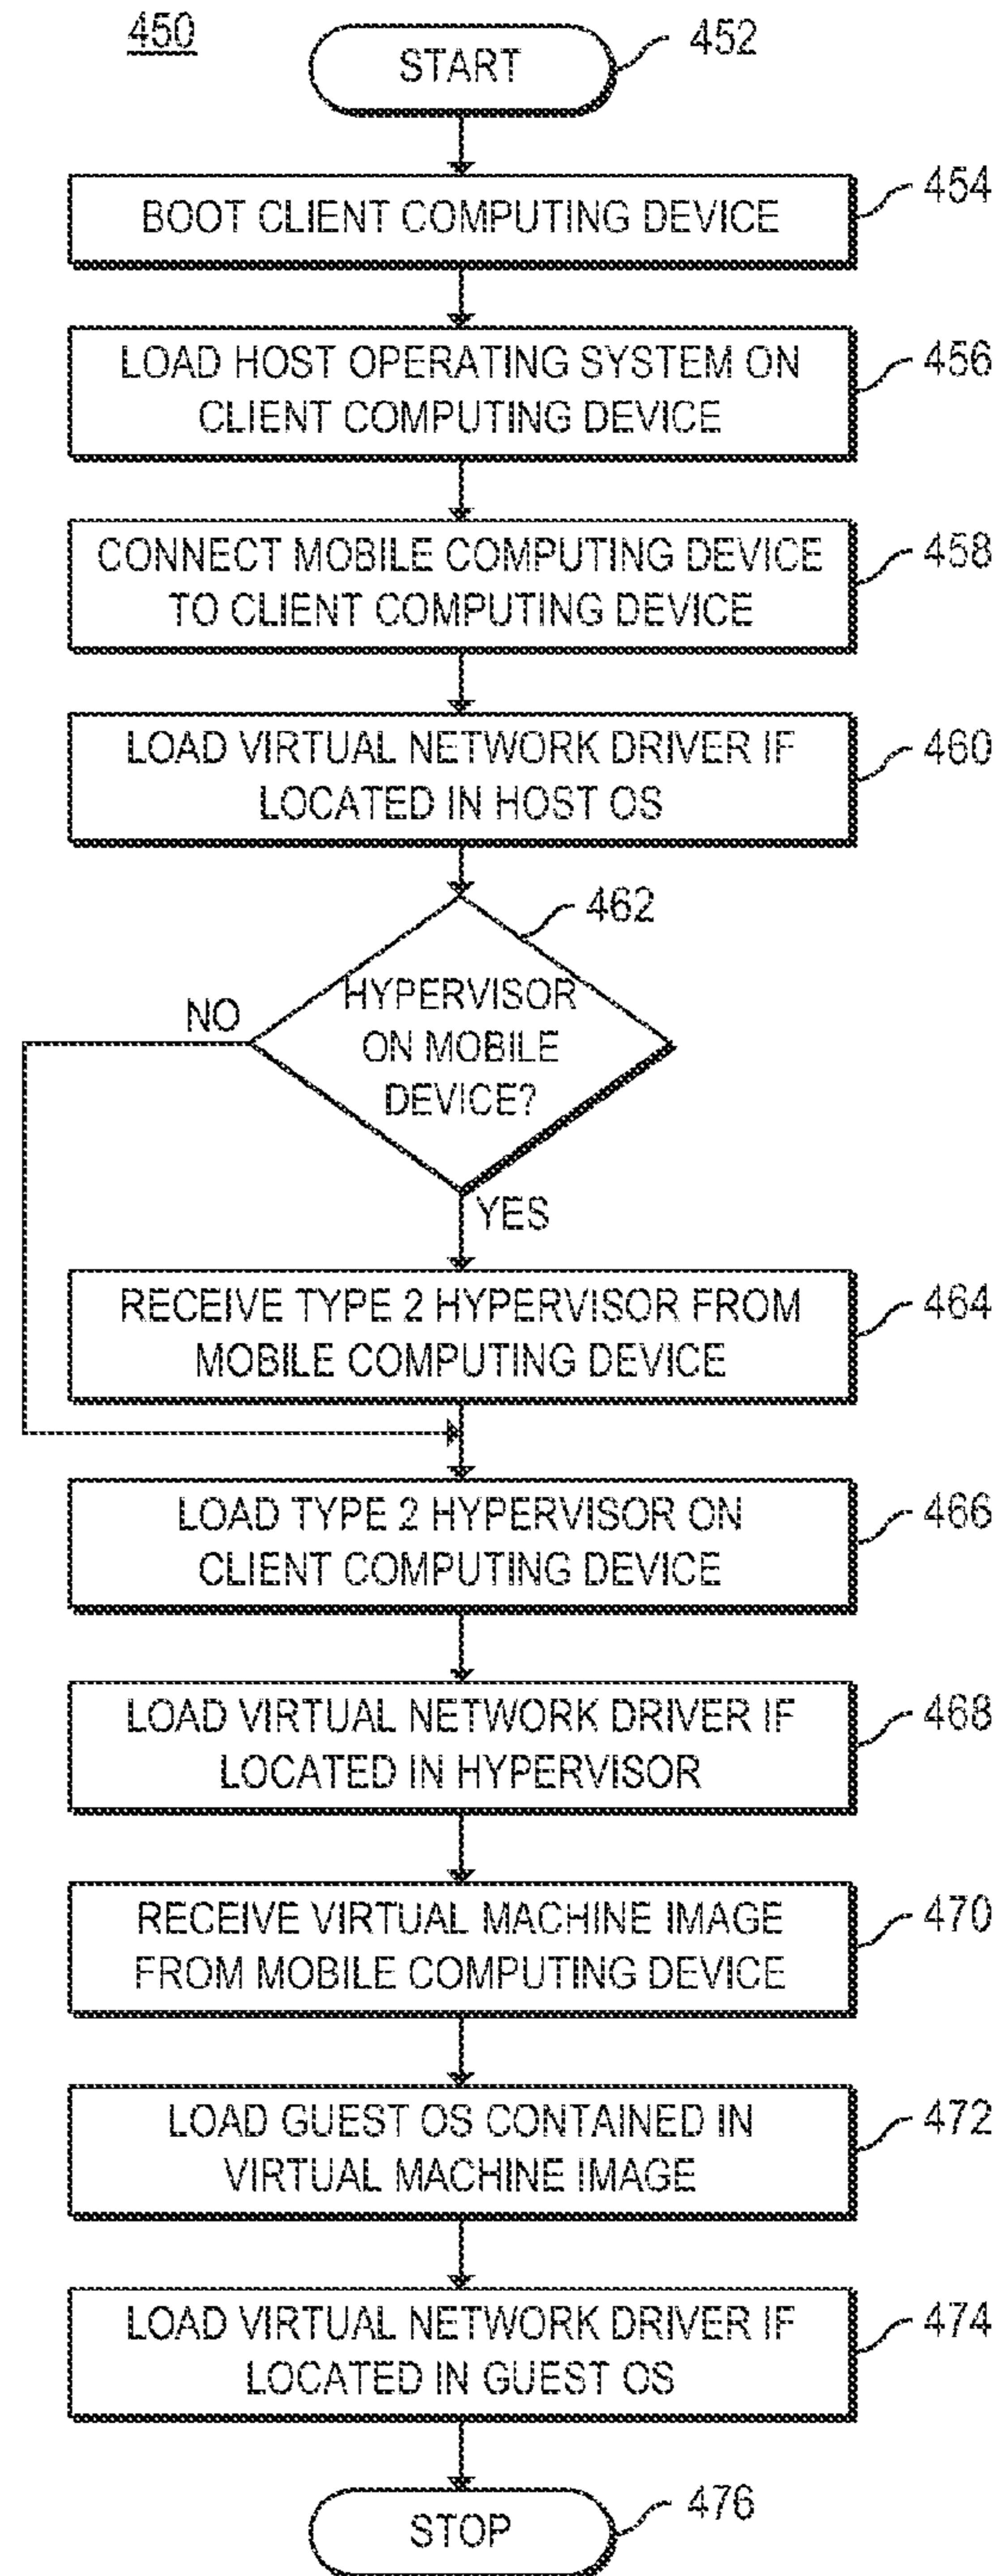 450
START
452
BOOT CLIENT COMPUTING DEVICE
454
LOAD HOST OPERATING SYSTEM ON
CLIENT COMPUTING DEVICE
456
CONNECT MOBILE COMPUTING DEVICE
TO CLIENT COMPUTING DEVICE
458
LOAD VIRTUAL NETWORK DRIVER IF
LOCATED IN HOST OS
460
462
HYPERVISOR
ON MOBILE
DEVICE?
NO
YES
RECEIVE TYPE 2 HYPERVISOR FROM
MOBILE COMPUTING DEVICE
464
LOAD TYPE 2 HYPERVISOR ON
CLIENT COMPUTING DEVICE
466
LOAD VIRTUAL NETWORK DRIVER IF
LOCATED IN HYPERVISOR
468
RECEIVE VIRTUAL MACHINE IMAGE
FROM MOBILE COMPUTING DEVICE
470
LOAD GUEST OS CONTAINED IN
VIRTUAL MACHINE IMAGE
472
LOAD VIRTUAL NETWORK DRIVER IF
LOCATED IN GUEST OS
474
STOP
476